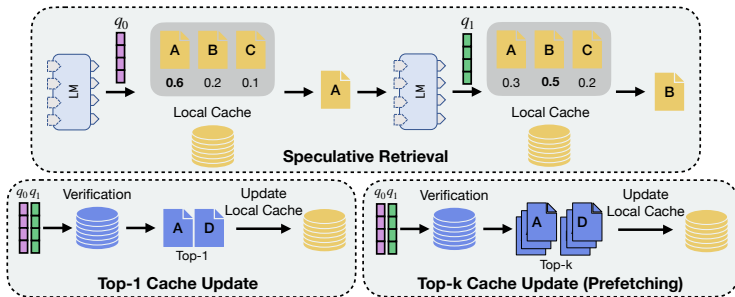 q0
LM
A B C
0.6 0.2 0.1
Local Cache
A
q1
LM
A B C
0.3 0.5 0.2
Local Cache
B
Speculative Retrieval
q0 q1
Verification
A D
Top-1
Update
Local Cache
Top-1 Cache Update
q0 q1
Verification
A D
Top-k
Update
Local Cache
Top-k Cache Update (Prefetching)